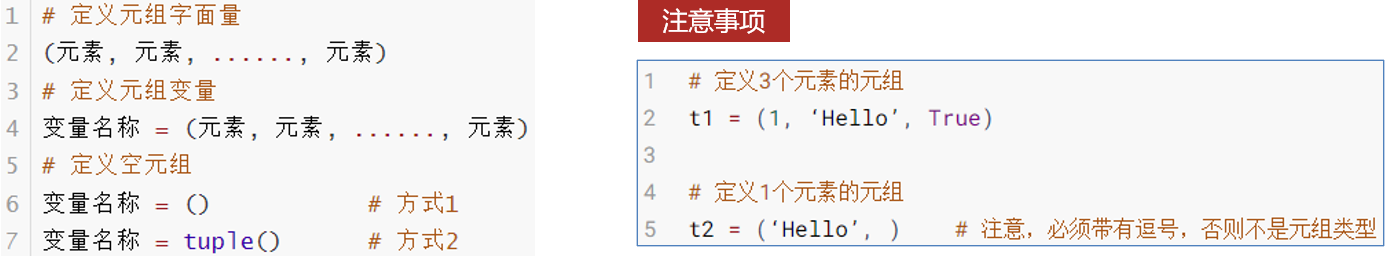 1 # 定义元组字面量
2 (元素, 元素, ......, 元素)
3 # 定义元组变量
4 变量名称 = (元素, 元素, ......, 元素)
5 # 定义空元组
6 变量名称 = () # 方式1
7 变量名称 = tuple() # 方式2
注意事项
1 # 定义3个元素的元组
2 t1 = (1, ‘Hello’, True)
3
4 # 定义1个元素的元组
5 t2 = (‘Hello’, ) # 注意，必须带有逗号，否则不是元组类型